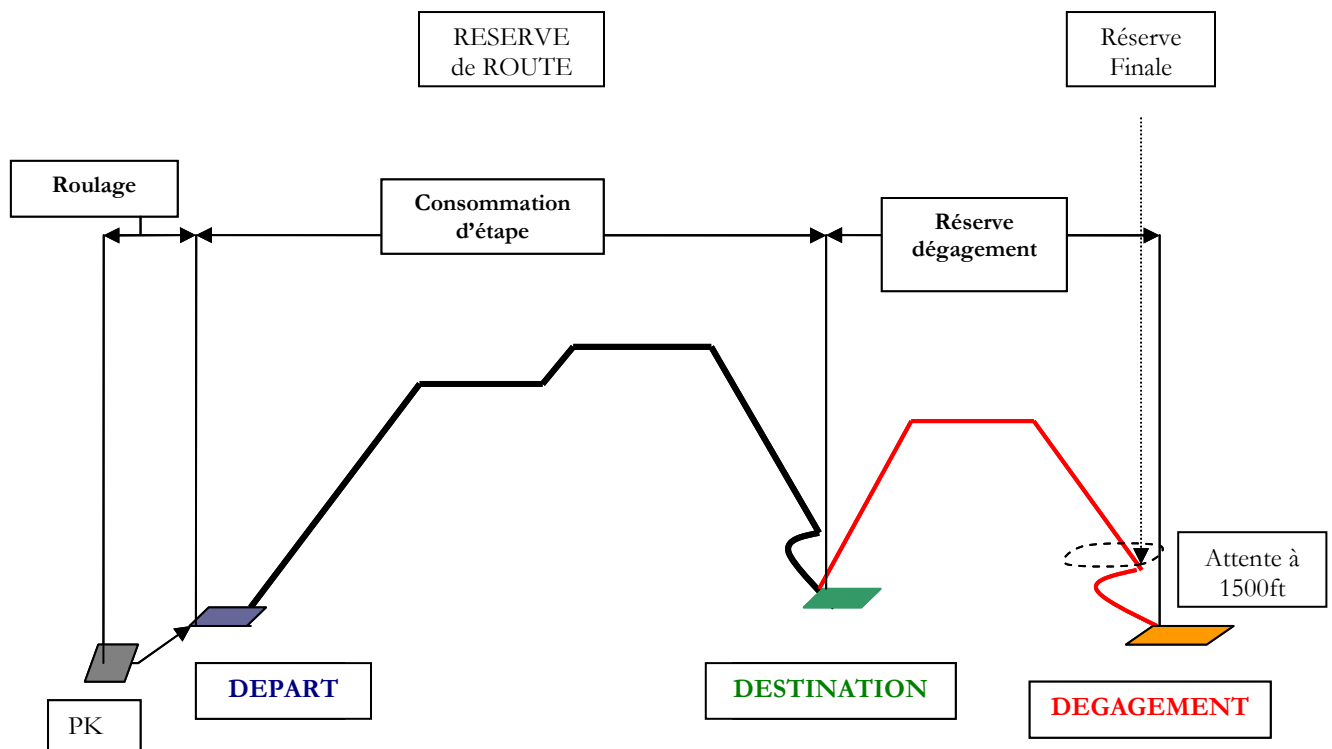 RESERVE
de ROUTE
Réserve
Finale
Roulage
Consommation
d'étape
Réserve
dégagement
Attente à
1500ft
DEPART
DESTINATION
DEGAGEMENT
PK